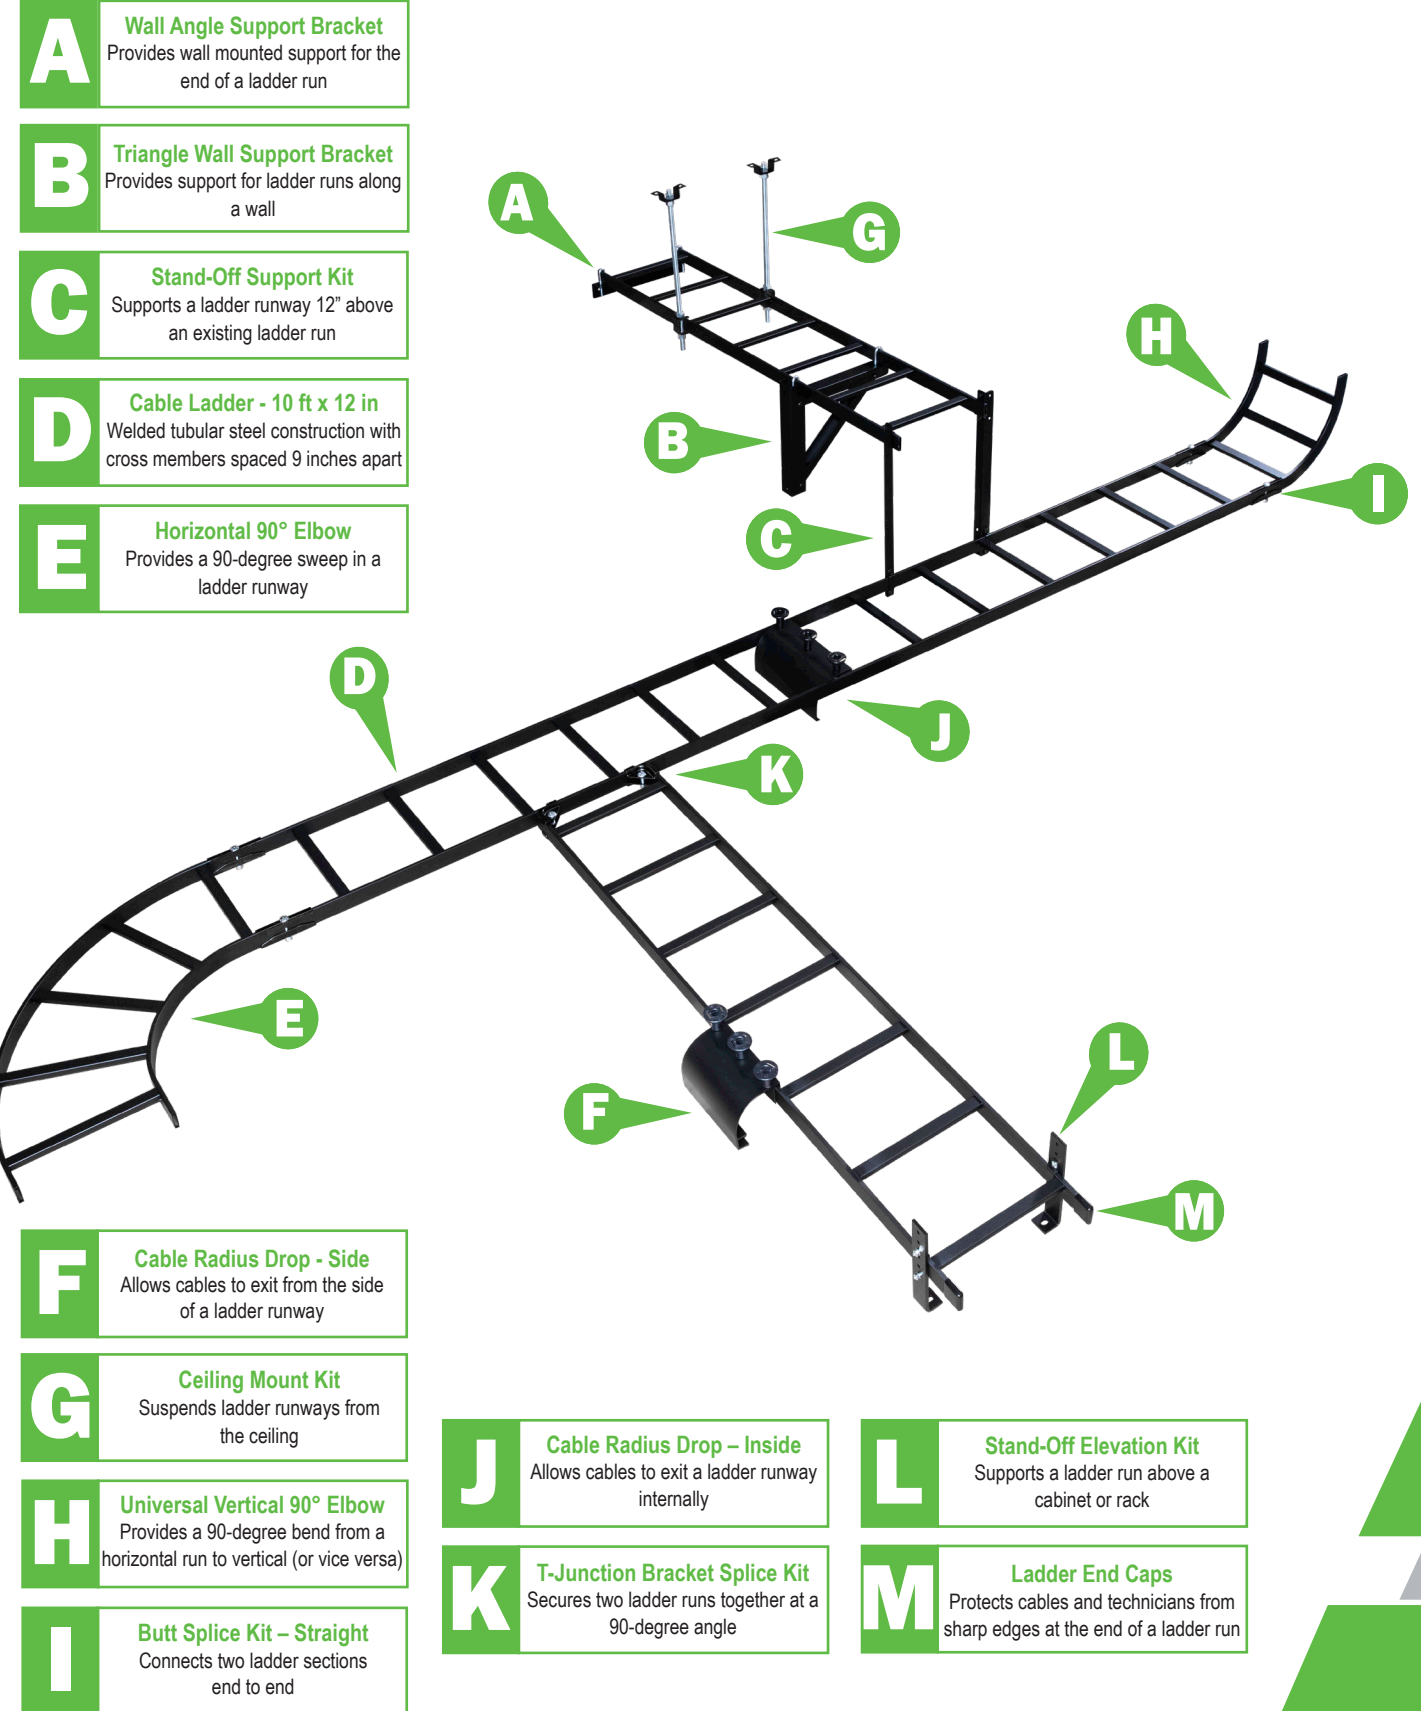 A
Wall Angle Support Bracket
Provides wall mounted support for the
end of a ladder run
B
Triangle Wall Support Bracket
Provides support for ladder runs along
a wall
C
Stand-Off Support Kit
Supports a ladder runway 12” above
an existing ladder run
D
Cable Ladder - 10 ft x 12 in
Welded tubular steel construction with
cross members spaced 9 inches apart
E
Horizontal 90° Elbow
Provides a 90-degree sweep in a
ladder runway
A
G
H
B
I
C
D
J
K
E
L
F
M
F
Cable Radius Drop - Side
Allows cables to exit from the side
of a ladder runway
G
Ceiling Mount Kit
Suspends ladder runways from
the ceiling
H
Universal Vertical 90° Elbow
Provides a 90-degree bend from a
horizontal run to vertical (or vice versa)
I
Butt Splice Kit – Straight
Connects two ladder sections
end to end
J
Cable Radius Drop – Inside
Allows cables to exit a ladder runway
internally
K
T-Junction Bracket Splice Kit
Secures two ladder runs together at a
90-degree angle
L
Stand-Off Elevation Kit
Supports a ladder run above a
cabinet or rack
M
Ladder End Caps
Protects cables and technicians from
sharp edges at the end of a ladder run